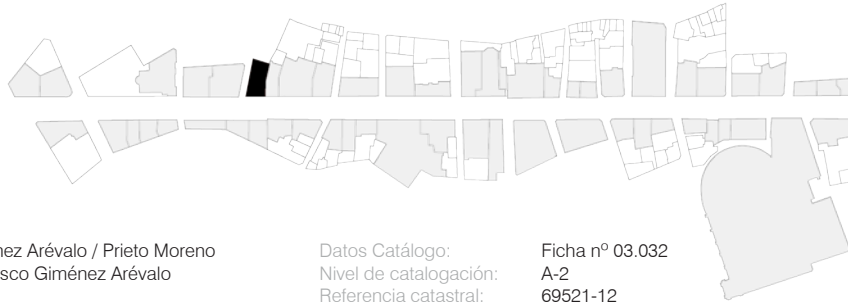 nez Arévalo / Prieto Moreno
sco Giménez Arévalo
Datos Catálogo: Ficha nº 03.032
Nivel de catalogación: A-2
Referencia catastral: 69521-12